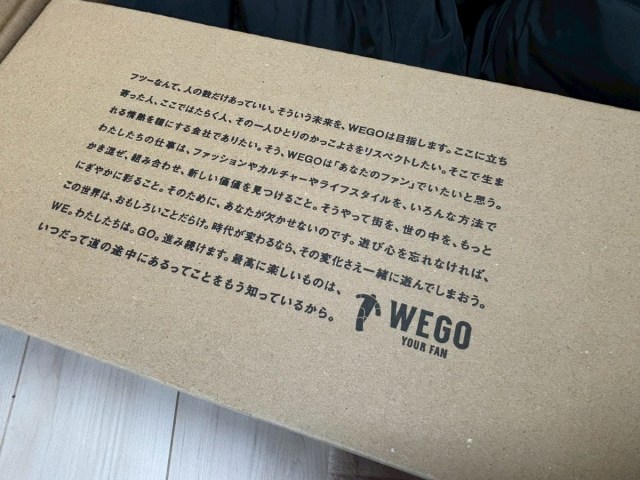 フツーなんて、人の数だけあっていい。そういう未来を、WEGOは目指します。ここに立ち
寄った人、ここではたらく人、その一人ひとりのかっこよさをリスペクトしたい。そこで生ま
れる情熱を糧にする会社でありたい。そう、WEGOは「あなたのファン」でいたいと思う。
わたしたちの仕事は、ファッションやカルチャーやライフスタイルを、いろんな方法で
かき混ぜ、組み合わせ、新しい価値を見つけること。そうやって街を、世の中を、もっと
にぎやかに彩ること。そのために、あなたが欠かせないのです。遊び心を忘れなければ、
この世界は、おもしろいことだらけ。時代が変わるなら、その変化さえ一緒に遊んでしまおう。
WE。わたしたちは。GO。進み続けます。最高に楽しいものは、
いつだって道の途中にあるってことをもう知っているから。
WEGO
YOUR FAN